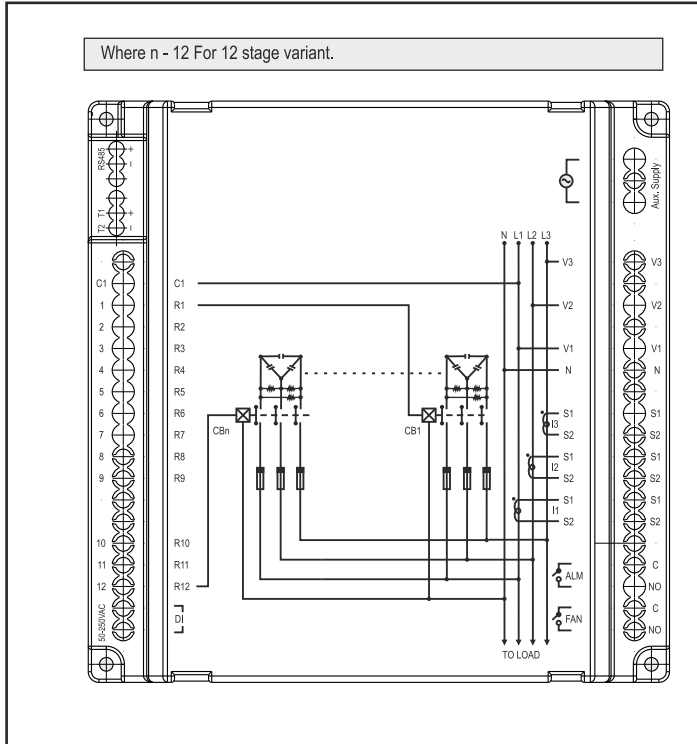 Where n - 12 For 12 stage variant.
RS485
+
−
T1
T2
+
−
Aux. Supply
N L1 L2 L3
V3
V3
C1
C1
1
R1
V2
V2
2
R2
3
R3
V1
V1
4
R4
N
N
5
R5
6
R6
CBn
CB1
S1
I3
S1
7
R7
S2
S2
8
R8
S1
I2
S1
9
R9
S2
S2
S1
I1
S1
S2
S2
10
R10
11
R11
ALM
C
12
R12
NO
50-250VAC
DI
FAN
C
NO
TO LOAD